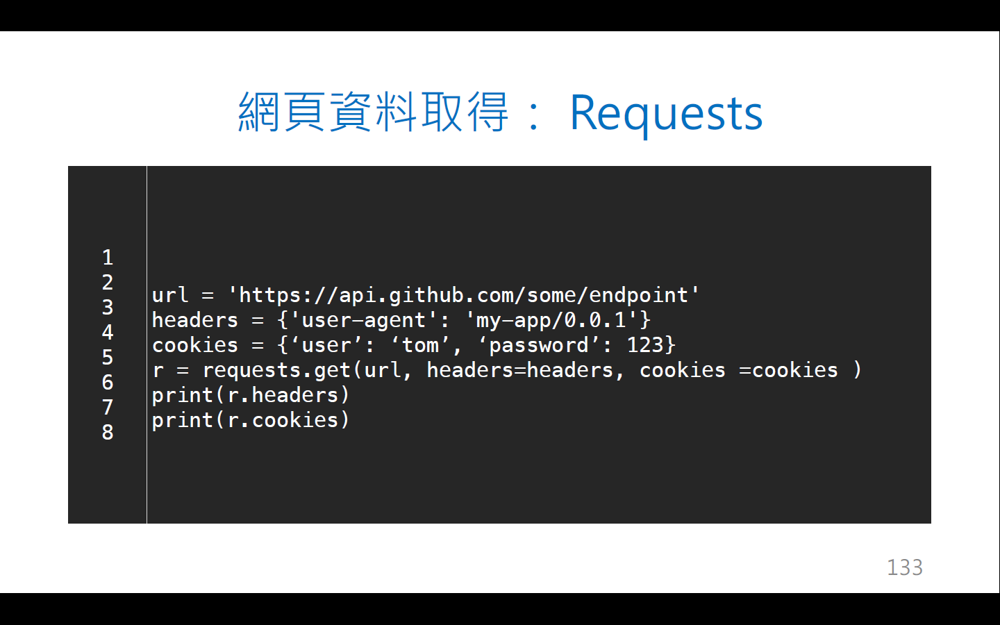 網頁資料取得： Requests
1
2
3
4
5
6
7
8
url = 'https://api.github.com/some/endpoint'
headers = {'user-agent': 'my-app/0.0.1'}
cookies = {‘user’: ‘tom’, ‘password’: 123}
r = requests.get(url, headers=headers, cookies =cookies )
print(r.headers)
print(r.cookies)
133